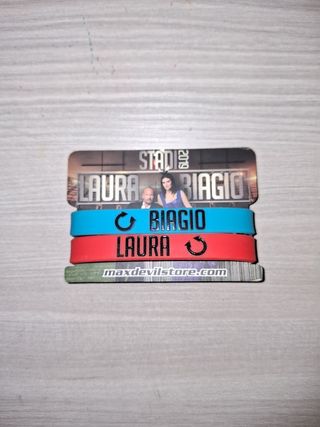 STADI 2019
LAURA BIAGIO
BIAGIO
LAURA
maxdevilstore.com